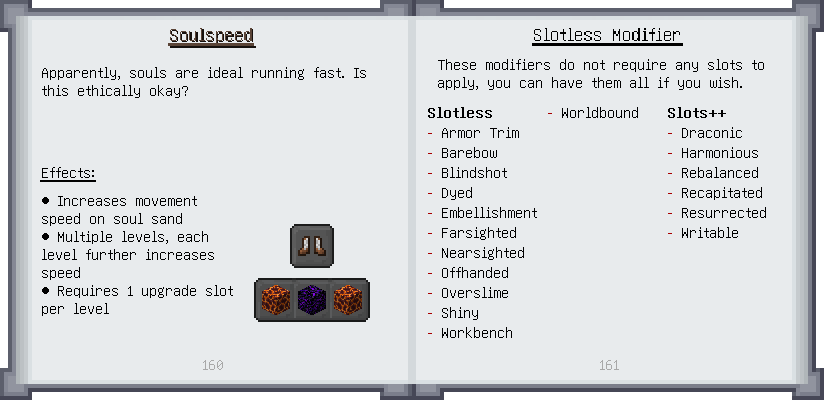 Soulspeed
Apparently, souls are ideal running fast. Is
this ethically okay?
Effects:
● Increases movement
speed on soul sand
● Multiple levels, each
level further increases
speed
● Requires 1 upgrade slot
per level
160
Slotless Modifier
These modifiers do not require any slots to
apply, you can have them all if you wish.
Slotless
- Armor Trim
- Barebow
- Blindshot
- Dyed
- Embellishment
- Farsighted
- Nearsighted
- Offhanded
- Overslime
- Shiny
- Workbench
- Worldbound
Slots++
- Draconic
- Harmonious
- Rebalanced
- Recapitated
- Resurrected
- Writable
161